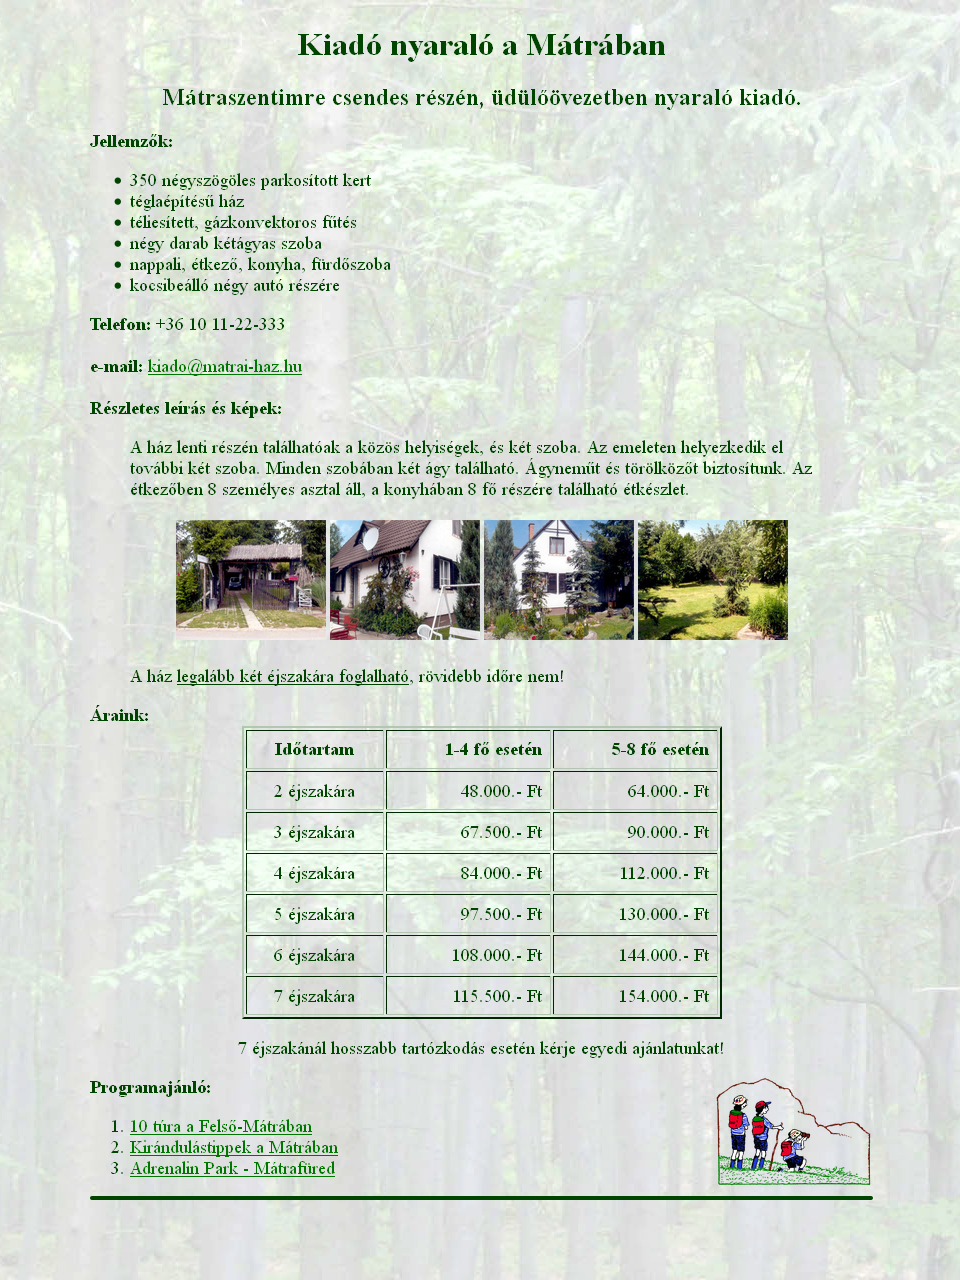 Kiadó nyaraló a Mátrában
Mátraszentimre csendes részén, üdülőövezetben nyaraló kiadó.
Jellemzők:
• 350 négyszögöles parkosított kert
• téglaépítésű ház
• téliesített, gázkonvektoros fűtés
• négy darab kétágyas szoba
• nappali, étkező, konyha, fürdőszoba
• kocsibeálló négy autó részére
Telefon: +36 10 11-22-333
e-mail: kiado@matrai-haz.hu
Részletes leírás és képek:
A ház lenti részén találhatóak a közös helyiségek, és két szoba. Az emeleten helyezkedik el
további két szoba. Minden szobában két ágy található. Ágyneműt és törölközőt biztosítunk. Az
étkezőben 8 személyes asztal áll, a konyhában 8 fő részére található étkészlet.
A ház legalább két éjszakára foglalható, rövidebb időre nem!
Áraink:
Időtartam 1-4 fő esetén 5-8 fő esetén
2 éjszakára 48.000.- Ft 64.000.- Ft
3 éjszakára 67.500.- Ft 90.000.- Ft
4 éjszakára 84.000.- Ft 112.000.- Ft
5 éjszakára 97.500.- Ft 130.000.- Ft
6 éjszakára 108.000.- Ft 144.000.- Ft
7 éjszakára 115.500.- Ft 154.000.- Ft
7 éjszakánál hosszabb tartózkodás esetén kérje egyedi ajánlatunkat!
Programajánló:
1. 10 túra a Felső-Mátrában
2. Kirándulástippek a Mátrában
3. Adrenalin Park - Mátrafüred